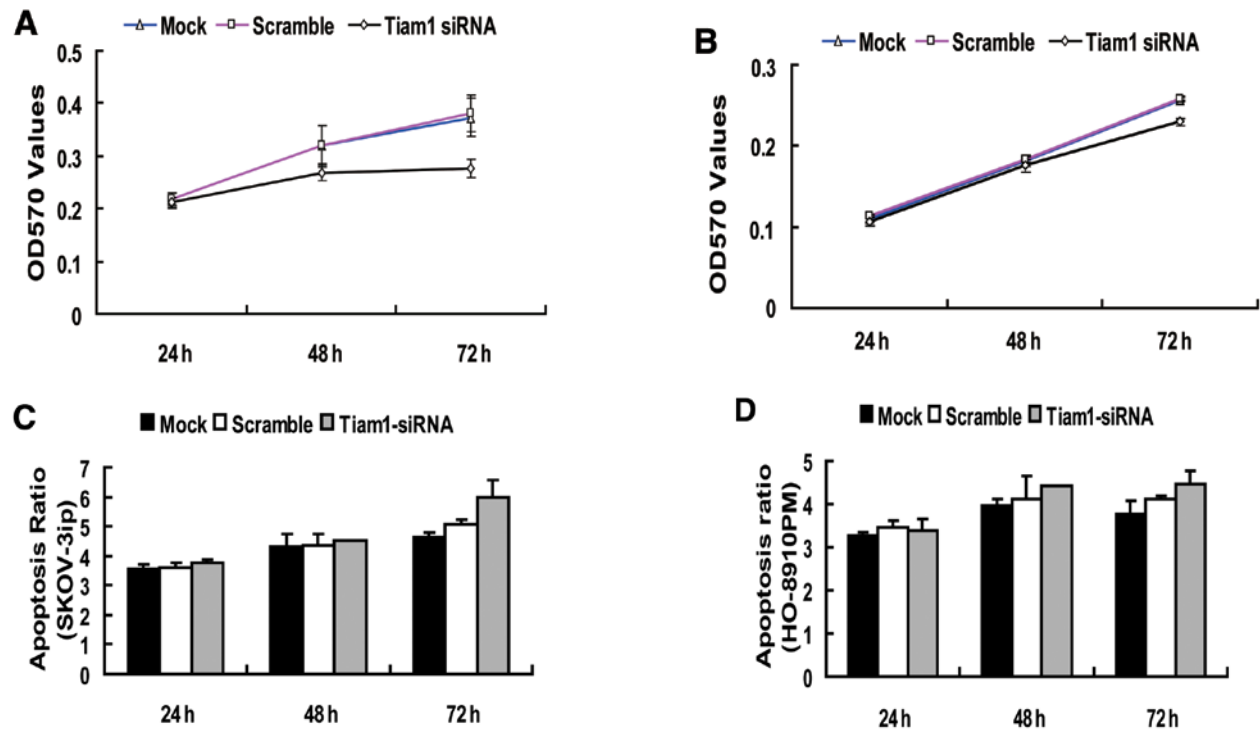 A
Mock Scramble Tiam1 siRNA
OD570 Values
0.5
0.4
0.3
0.2
0.1
0
24 h 48 h 72 h
B
Mock Scramble Tiam1 siRNA
OD570 Values
0.3
0.2
0.1
0
24 h 48 h 72 h
C
Mock Scramble Tiam1-siRNA
Apoptosis Ratio
(SKOV-3ip)
7
6
5
4
3
2
1
0
24 h 48 h 72 h
D
Mock Scramble Tiam1-siRNA
Apoptosis ratio
(HO-8910PM)
5
4
3
2
1
0
24 h 48 h 72 h